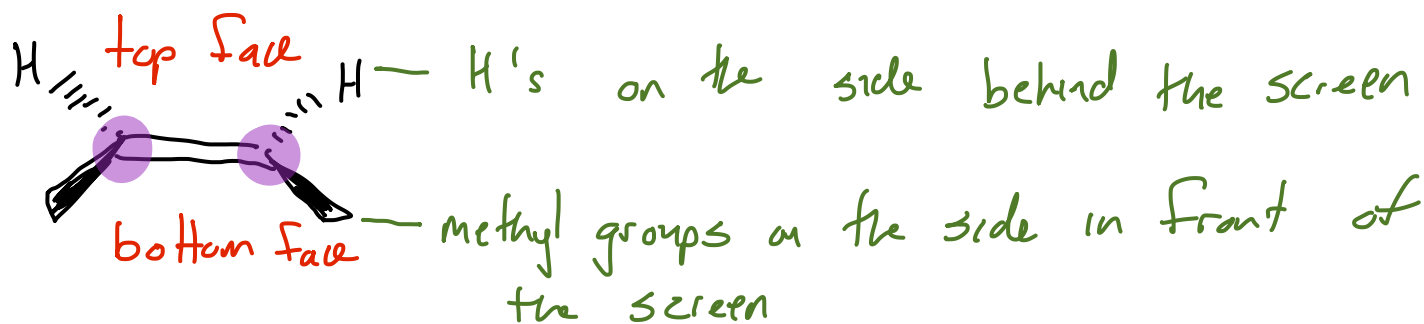 top face
H H H's on the side behind the screen
bottom face methyl groups on the side in front of
the screen